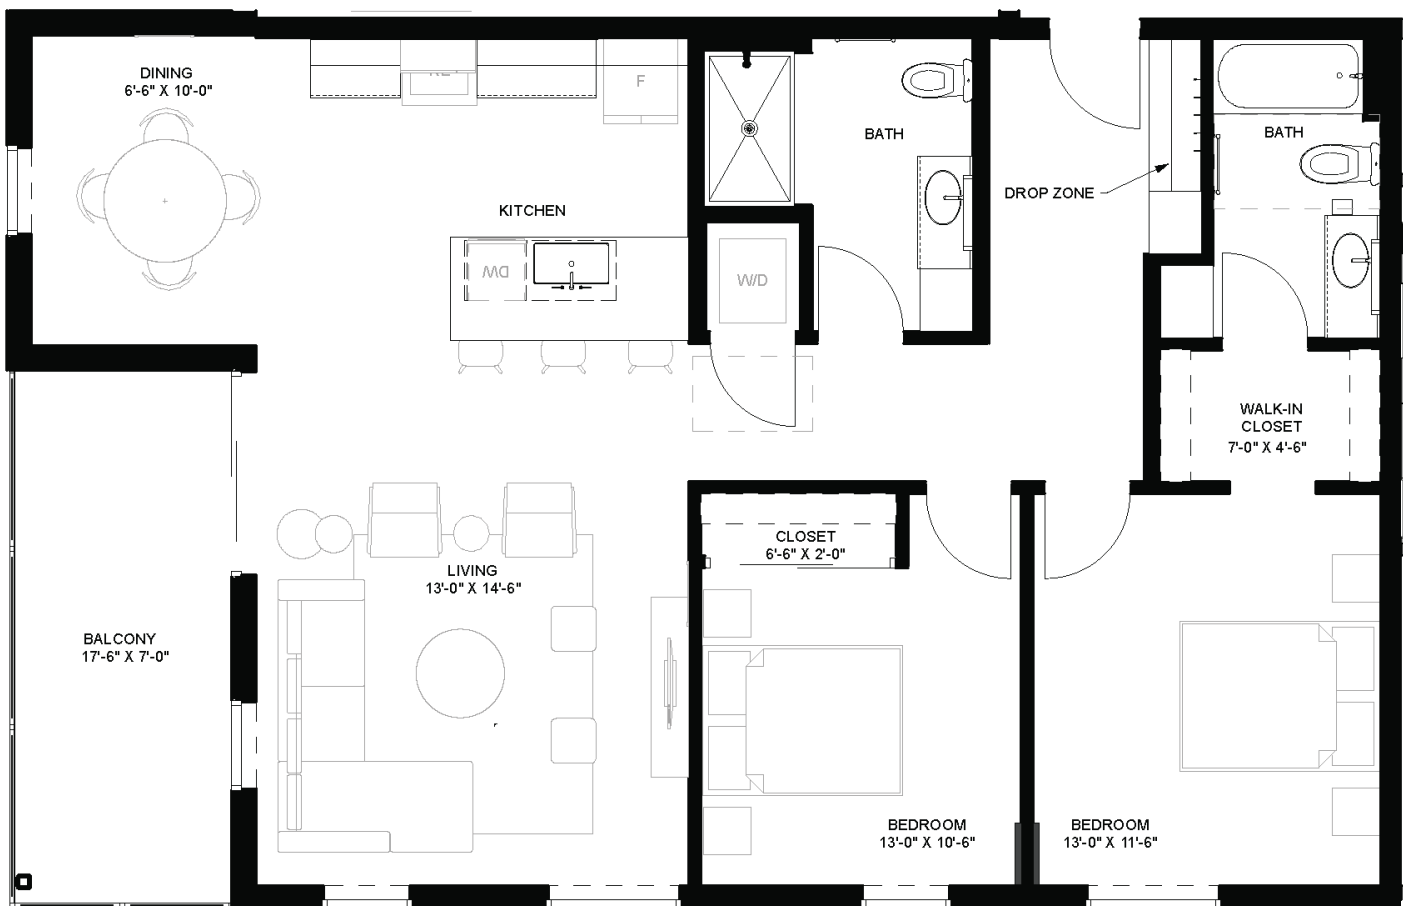 DINING
6'-6" X 10'-0"
F
BATH
BATH
DROP ZONE
KITCHEN
DW
W/D
WALK-IN
CLOSET
7'-0" X 4'-6"
CLOSET
6'-6" X 2'-0"
LIVING
13'-0" X 14'-6"
BALCONY
17'-6" X 7'-0"
BEDROOM
13'-0" X 10'-6"
BEDROOM
13'-0" X 11'-6"